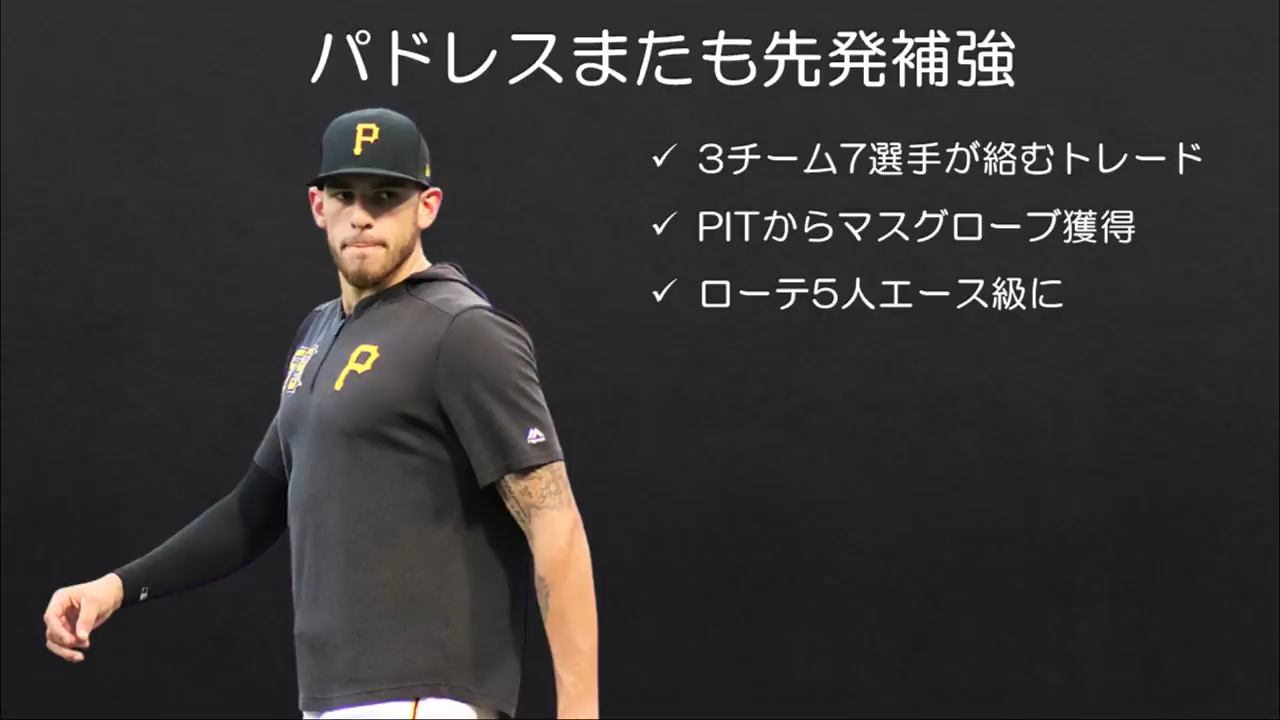 パドレスまたも先発補強
✓ 3チーム7選手が絡むトレード
✓ PITからマスグローブ獲得
✓ ローテ5人エース級に
P
P